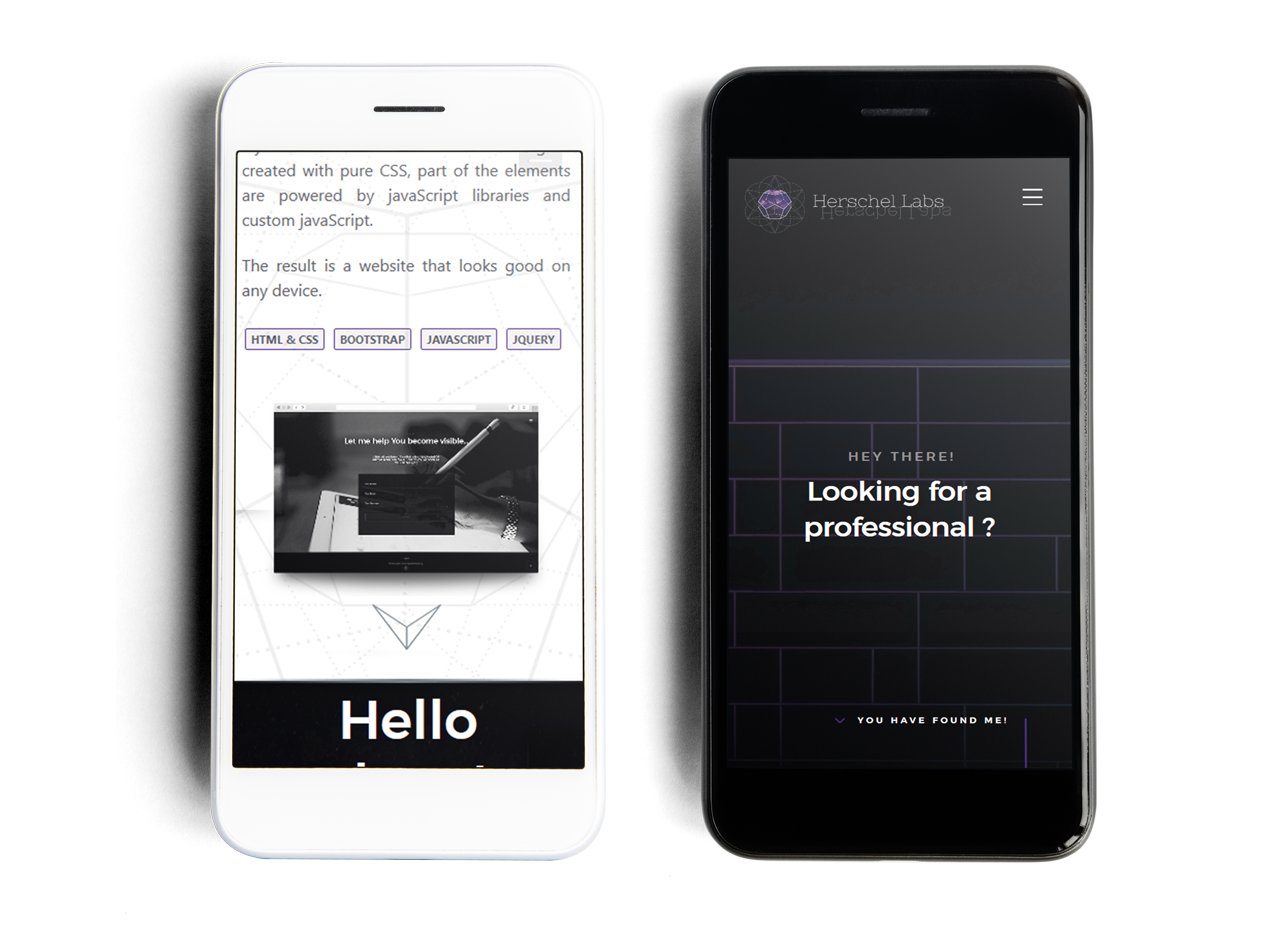 created with pure CSS, part of the elements
are powered by javaScript libraries and
custom javaScript.
The result is a website that looks good on
any device.
HTML & CSS BOOTSTRAP JAVASCRIPT JQUERY
Let me help You become visible..
Hello
Herschel Labs
HEY THERE!
Looking for a
professional ?
YOU HAVE FOUND ME!